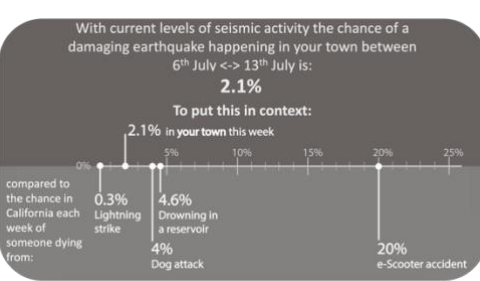 With current levels of seismic activity the chance of a
damaging earthquake happening in your town between
6th July <-> 13th July is:
2.1%
To put this in context:
2.1% in your town this week
0%
5%
10%
15%
20%
25%
compared to
the chance in
California each
week of
someone dying
from:
0.3%
Lightning
strike
4.6%
Drowning in
a reservoir
4%
Dog attack
20%
e-Scooter accident